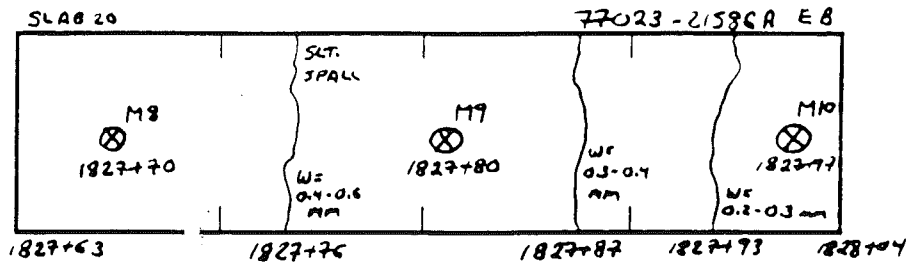 SLAB 20
77023-21586A EB
SLT.
SPALL
M8
1827+70
M9
1827+80
M10
1827+97
W=
0.4-0.6
MM
W=
0.3-0.4
MM
W=
0.2-0.3 mm
1827+63
1827+76
1827+87
1827+93
1828+04